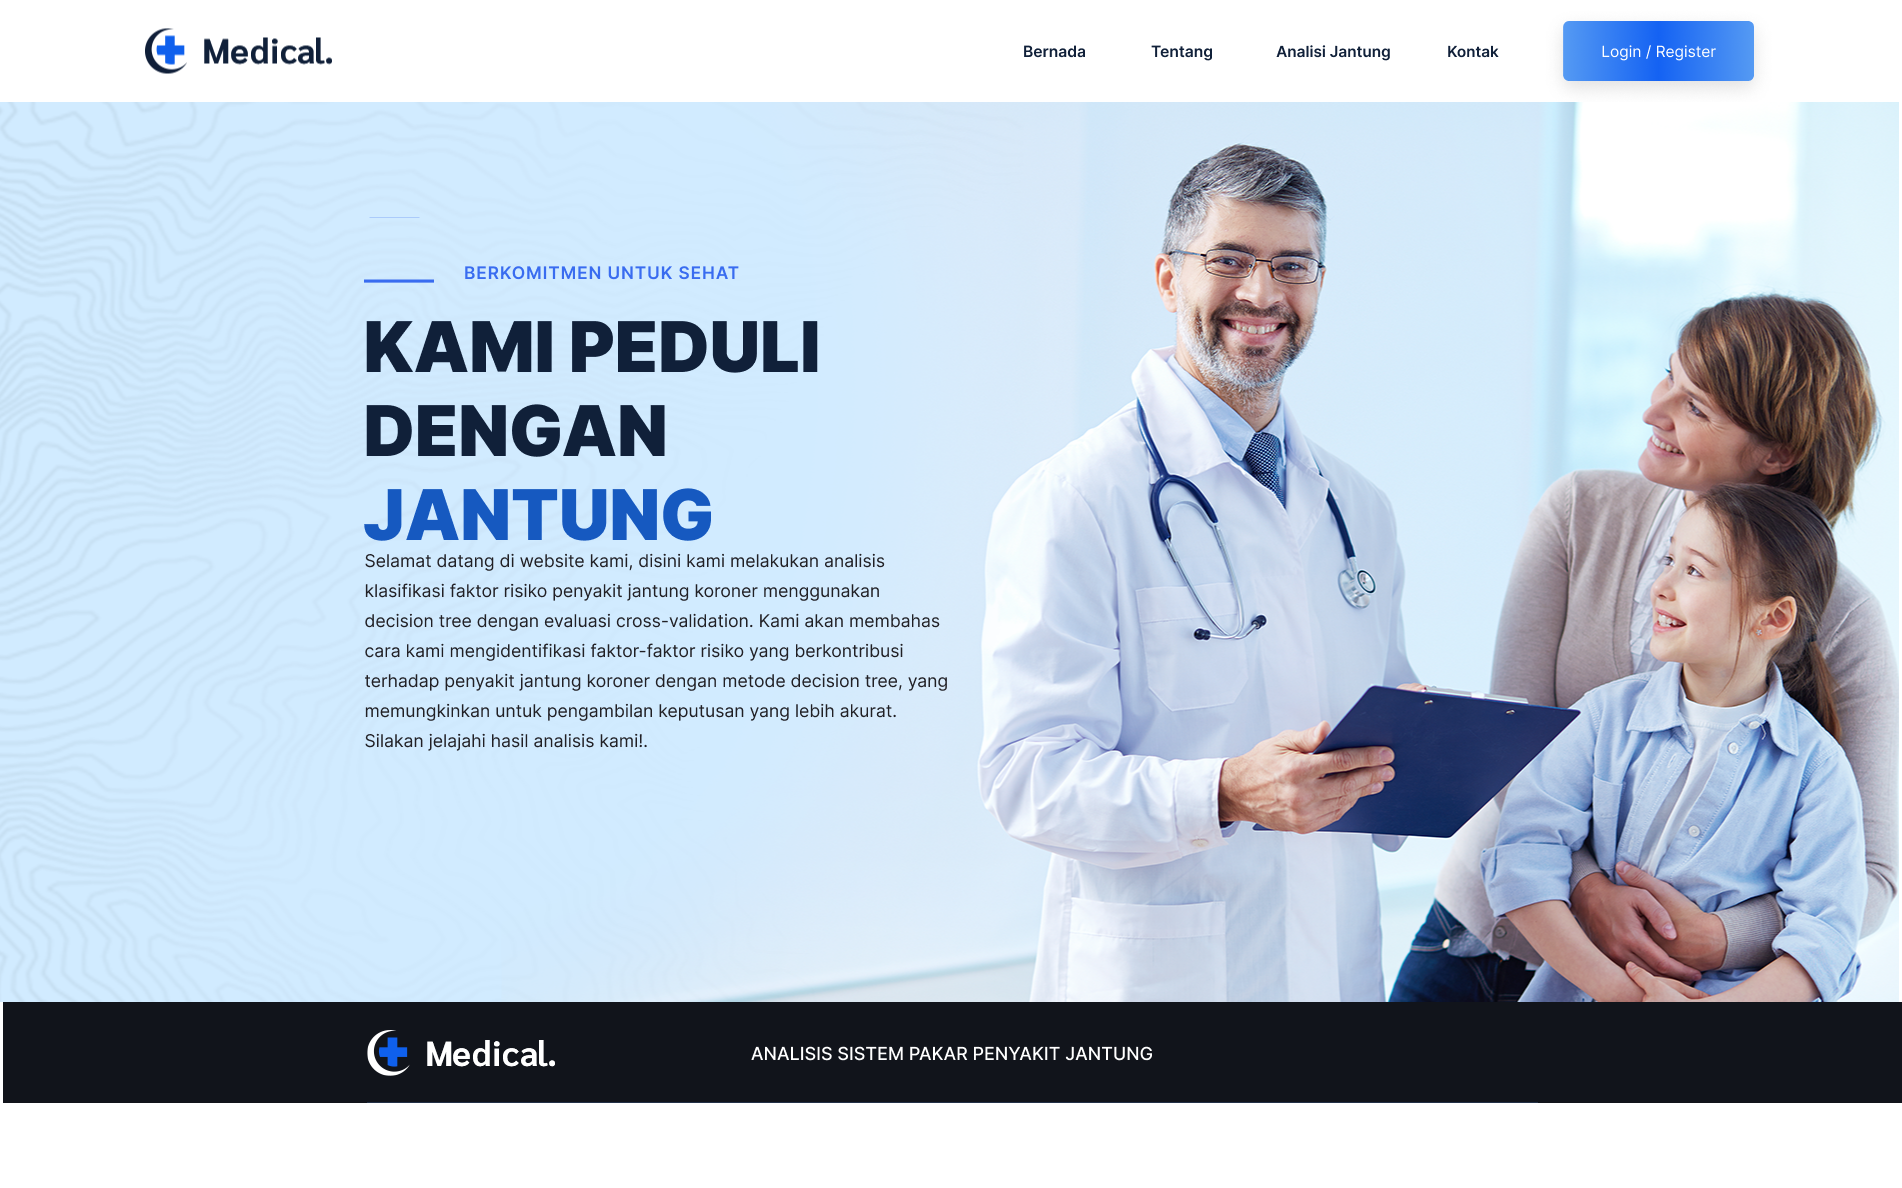 Medical.
Bernada
Tentang
Analisi Jantung
Kontak
Login / Register
BERKOMITMEN UNTUK SEHAT
KAMI PEDULI
DENGAN
JANTUNG
Selamat datang di website kami, disini kami melakukan analisis
klasifikasi faktor risiko penyakit jantung koroner menggunakan
decision tree dengan evaluasi cross-validation. Kami akan membahas
cara kami mengidentifikasi faktor-faktor risiko yang berkontribusi
terhadap penyakit jantung koroner dengan metode decision tree, yang
memungkinkan untuk pengambilan keputusan yang lebih akurat.
Silakan jelajahi hasil analisis kami!.
Medical.
ANALISIS SISTEM PAKAR PENYAKIT JANTUNG